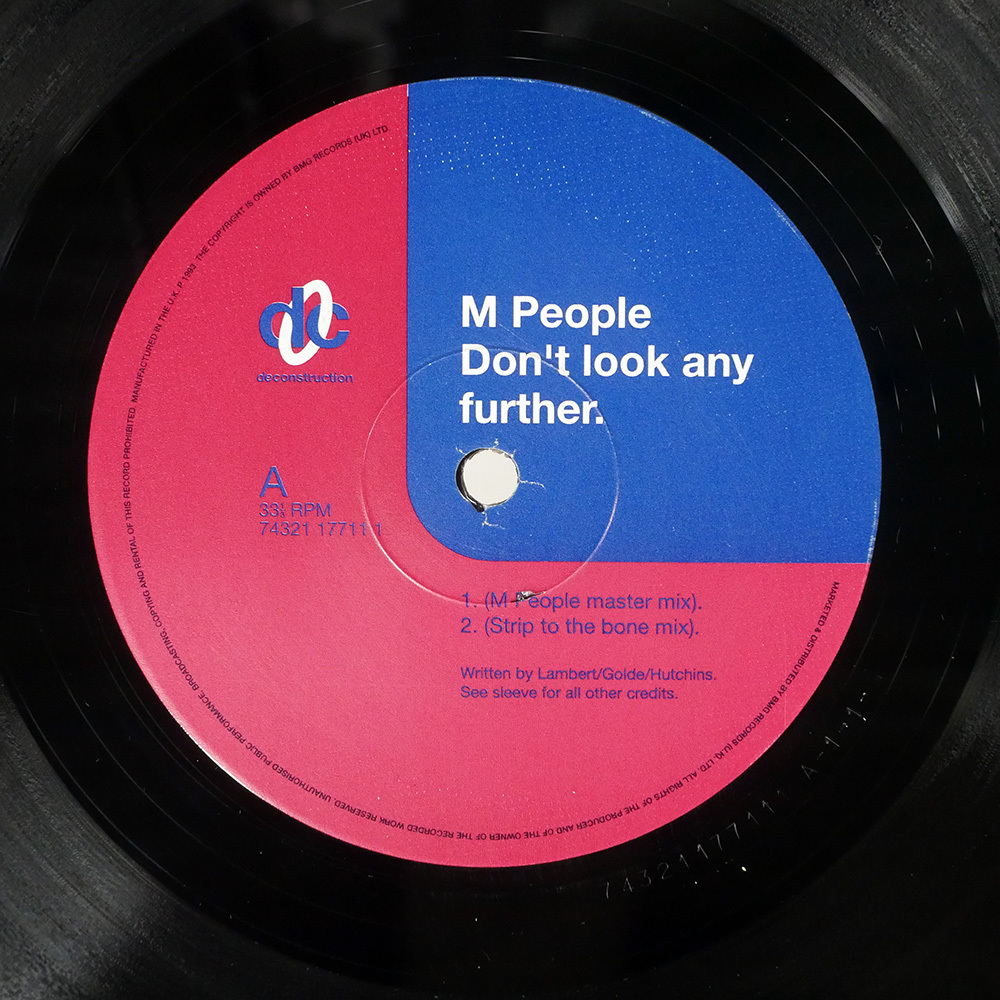 dc
deconstruction
A
33⅓ RPM
74321 17711 1
M People
Don't look any
further.
1. (M People master mix).
2. (Strip to the bone mix).
Written by Lambert/Golde/Hutchins.
See sleeve for all other credits.
MARKETED & DISTRIBUTED BY BMG RECORDS (UK). LTD. ALL RIGHTS OF THE PRODUCER AND OF THE OWNER OF THE RECORDED WORK RESERVED. UNAUTHORISED PUBLIC PERFORMANCE, BROADCASTING, COPYING AND RENTAL OF THIS RECORD PROHIBITED. MANUFACTURED IN THE U.K. P 1993 THE COPYRIGHT IS OWNED BY BMG RECORDS (UK) LTD.
74321177111 A-1-1-